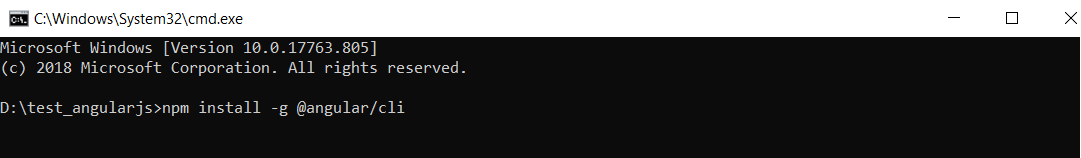 C:\Windows\System32\cmd.exe
Microsoft Windows [Version 10.0.17763.805]
(c) 2018 Microsoft Corporation. All rights reserved.
D:\test_angularjs>npm install -g @angular/cli